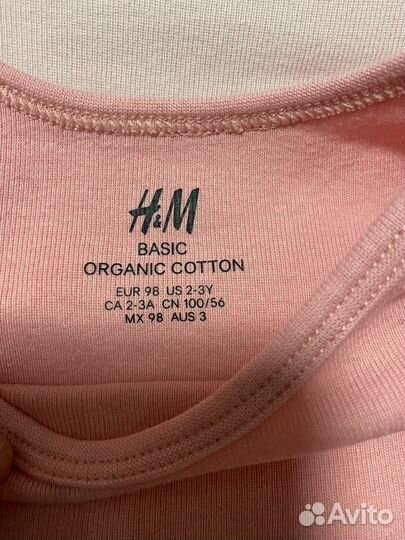 H&M
BASIC
ORGANIC COTTON
EUR 98 US 2-3Y
CA 2-3A CN 100/56
MX 98 AUS 3
Avito